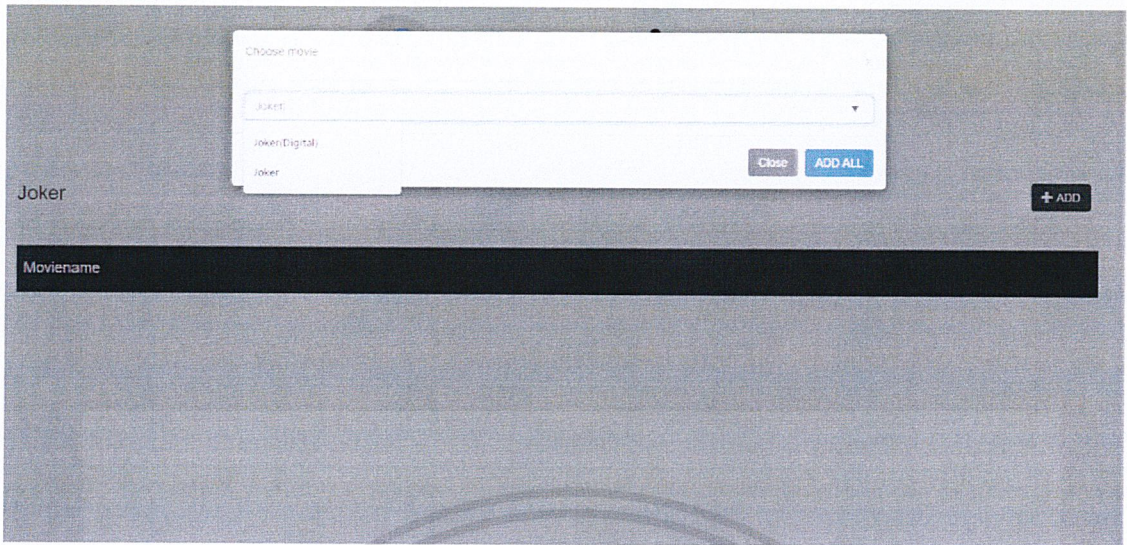 Choose movie
x
Joker
Joker(Digital)
Joker
Close
ADD ALL
Joker
+ ADD
Moviename